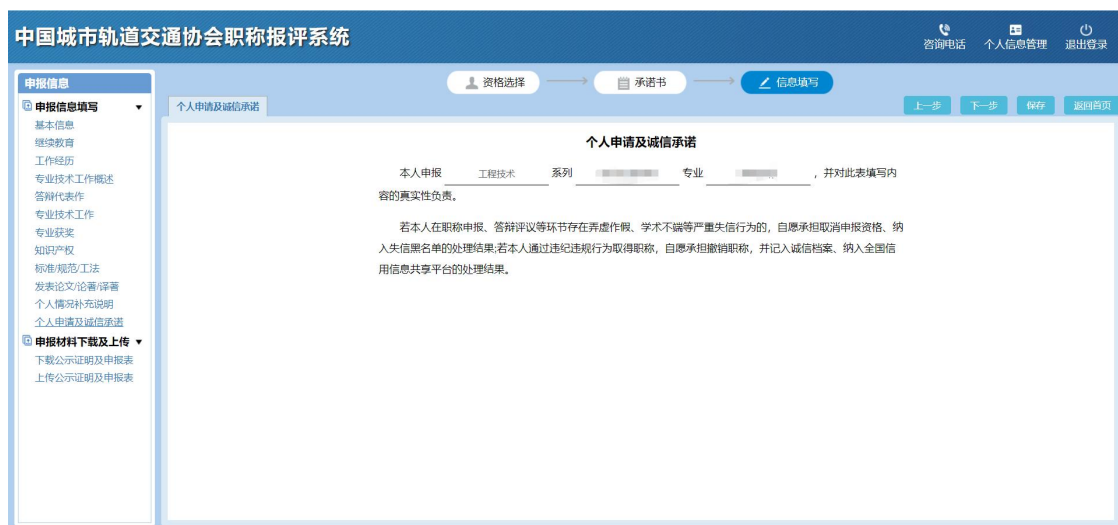 中国城市轨道交通协会职称报评系统
咨询电话 个人信息管理 退出登录
申报信息
资格选择 承诺书 信息填写
申报信息填写
个人申请及诚信承诺
上一步 下一步 保存 返回首页
基本信息
继续教育
工作经历
专业技术工作概述
答辩代表作
专业技术工作
专业获奖
知识产权
标准/规范/工法
发表论文/论著/译著
个人情况补充说明
个人申请及诚信承诺
申报材料下载及上传
下载公示证明及申报表
上传公示证明及申报表
个人申请及诚信承诺
本人申报 工程技术 系列 专业 ，并对此表填写内
容的真实性负责。
若本人在职称申报、答辩评议等环节存在弄虚作假、学术不端等严重失信行为的，自愿承担取消申报资格、纳
入失信黑名单的处理结果;若本人通过违纪违规行为取得职称，自愿承担撤销职称，并记入诚信档案、纳入全国信
用信息共享平台的处理结果。